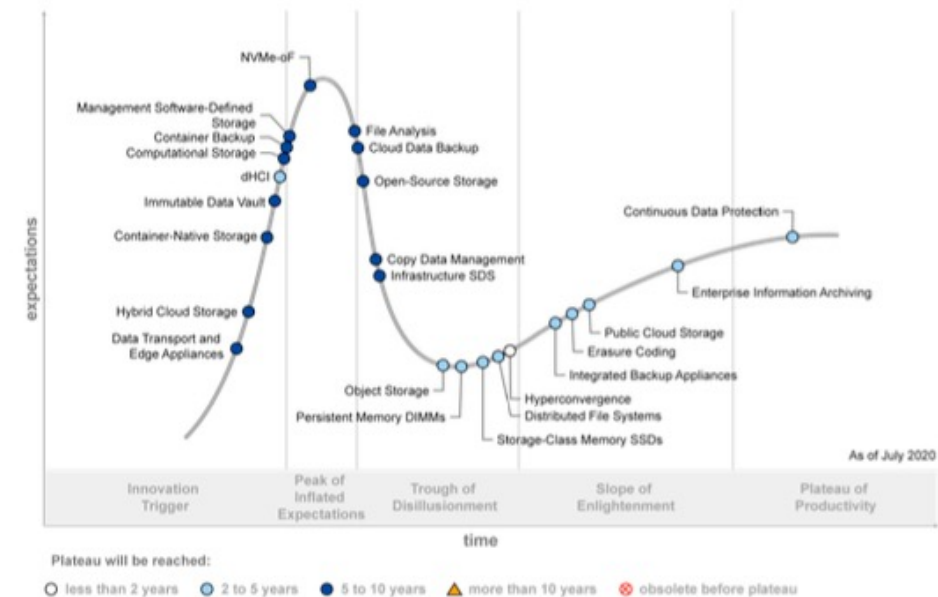 NVMe-oF
Management Software-Defined
Storage
Container Backup
Computational Storage
dHCI
Immutable Data Vault
Container-Native Storage
Hybrid Cloud Storage
Data Transport and
Edge Appliances
File Analysis
Cloud Data Backup
Open-Source Storage
Copy Data Management
Infrastructure SDS
Object Storage
Persistent Memory DIMMs
Storage-Class Memory SSDs
Distributed File Systems
Hyperconvergence
Integrated Backup Appliances
Erasure Coding
Public Cloud Storage
Enterprise Information Archiving
Continuous Data Protection
expectations
As of July 2020
Innovation
Trigger
Peak of
Inflated
Expectations
Trough of
Disillusionment
Slope of
Enlightenment
Plateau of
Productivity
time
Plateau will be reached:
less than 2 years
2 to 5 years
5 to 10 years
more than 10 years
obsolete before plateau